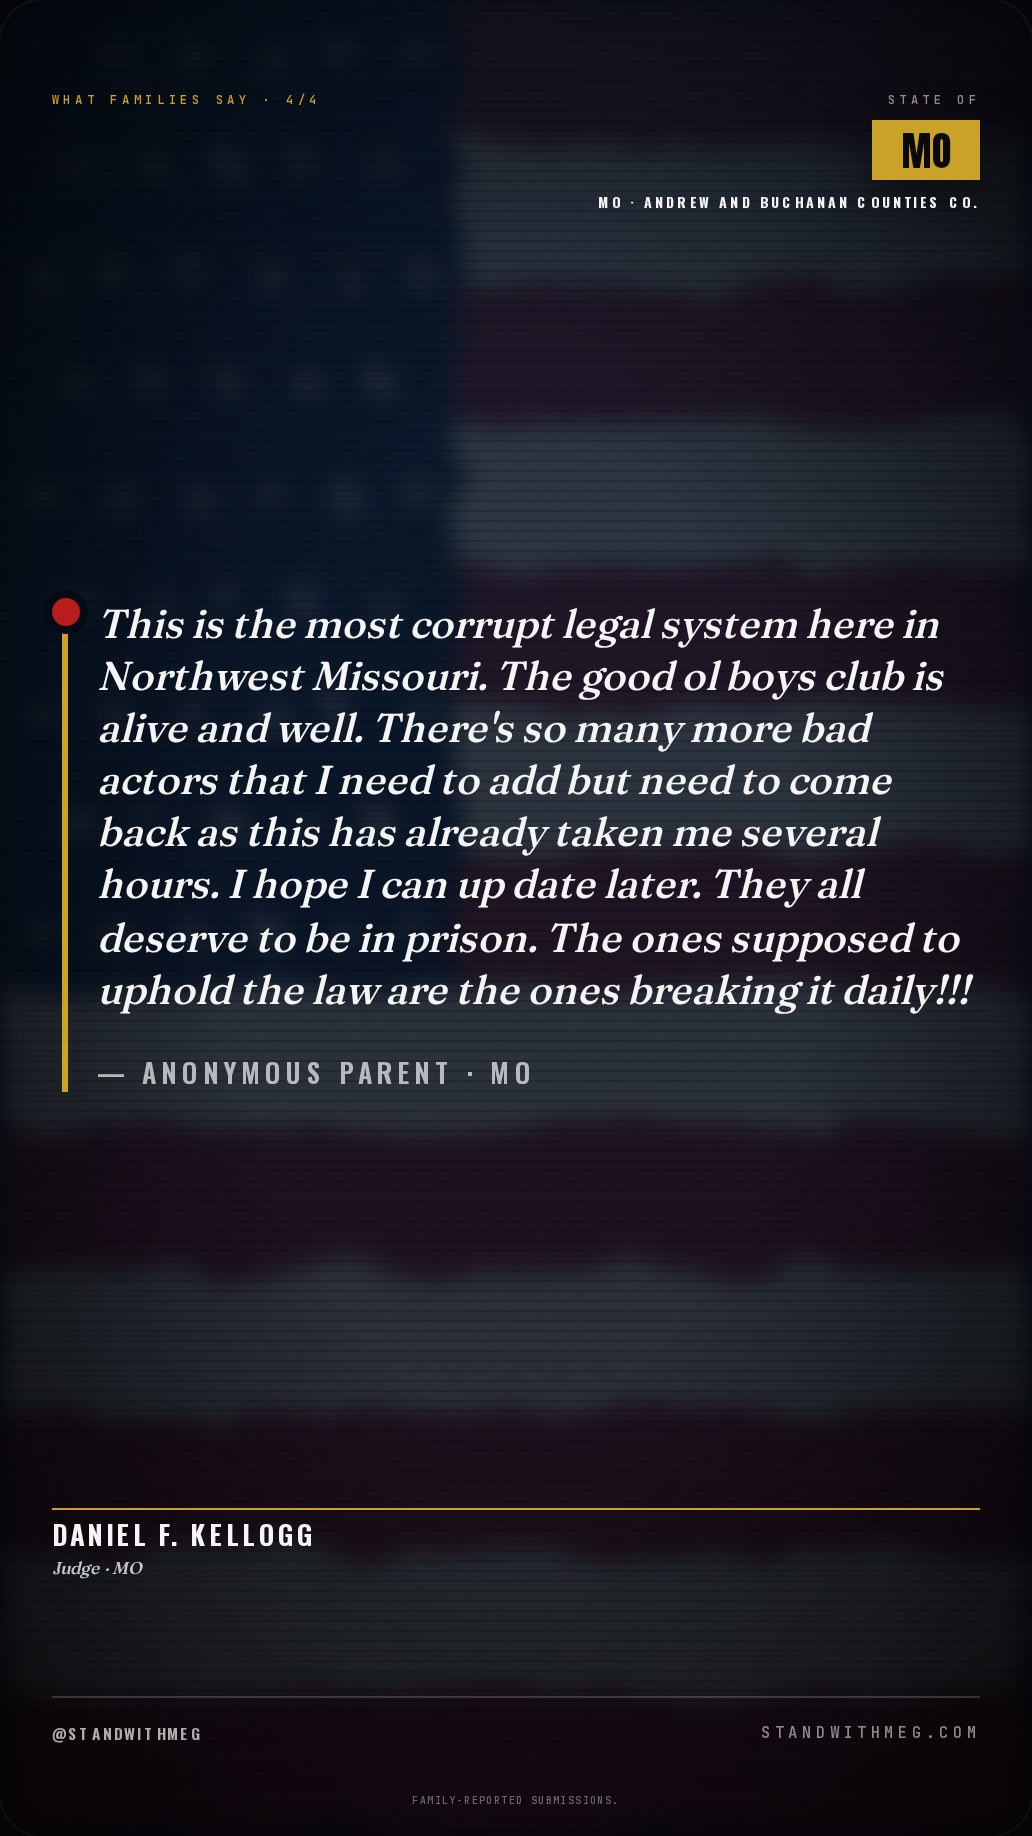 WHAT FAMILIES SAY · 4/4
STATE OF
MO
MO · ANDREW AND BUCHANAN COUNTIES CO.
This is the most corrupt legal system here in
Northwest Missouri. The good ol boys club is
alive and well. There's so many more bad
actors that I need to add but need to come
back as this has already taken me several
hours. I hope I can up date later. They all
deserve to be in prison. The ones supposed to
uphold the law are the ones breaking it daily!!!
— ANONYMOUS PARENT · MO
DANIEL F. KELLOGG
Judge · MO
@STANDWITHMEG
STANDWITHMEG.COM
FAMILY-REPORTED SUBMISSIONS.